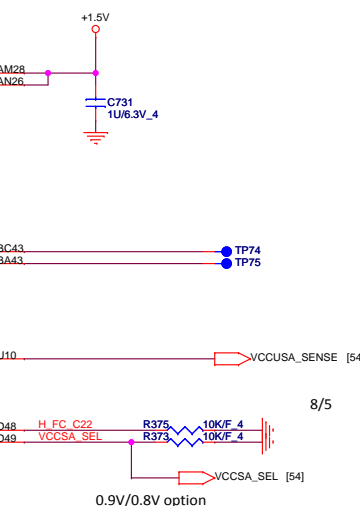 +1.5V
AM28
AN26
C731
1U/6.3V_4
BC43
TP74
BA43
TP75
J10
VCCUSA_SENSE [54
8/5
D48 H_FC_C22 R375 10K/F_4
D49 VCCSA_SEL R373 10K/F_4
VCCSA_SEL [54]
0.9V/0.8V option